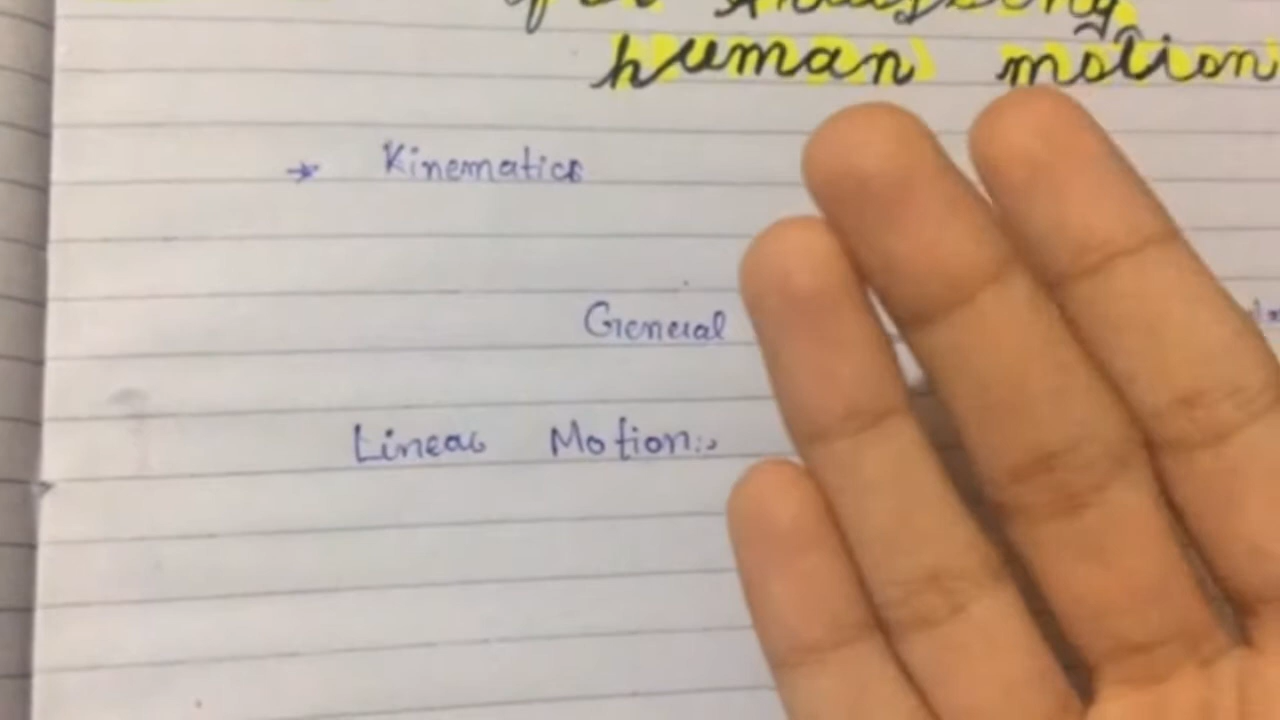 human motion
→ Kinematics
General
Linear Motion: